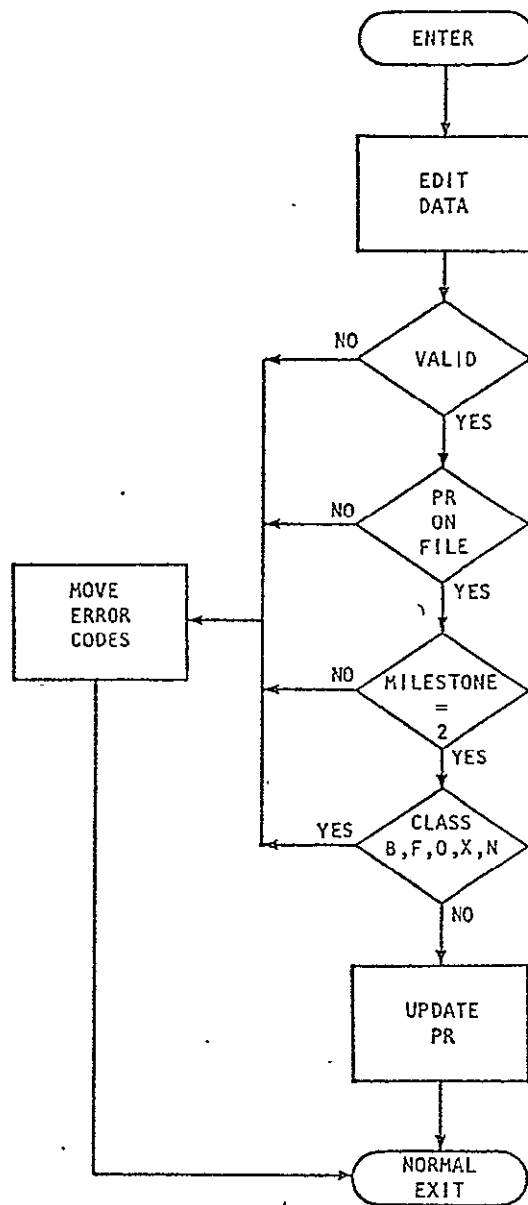 ENTER
EDIT
DATA
NO
VALID
YES
NO
PR
ON
FILE
YES
MOVE
ERROR
CODES
NO
MILESTONE
=
2
YES
YES
CLASS
B,F,O,X,N
NO
UPDATE
PR
NORMAL
EXIT